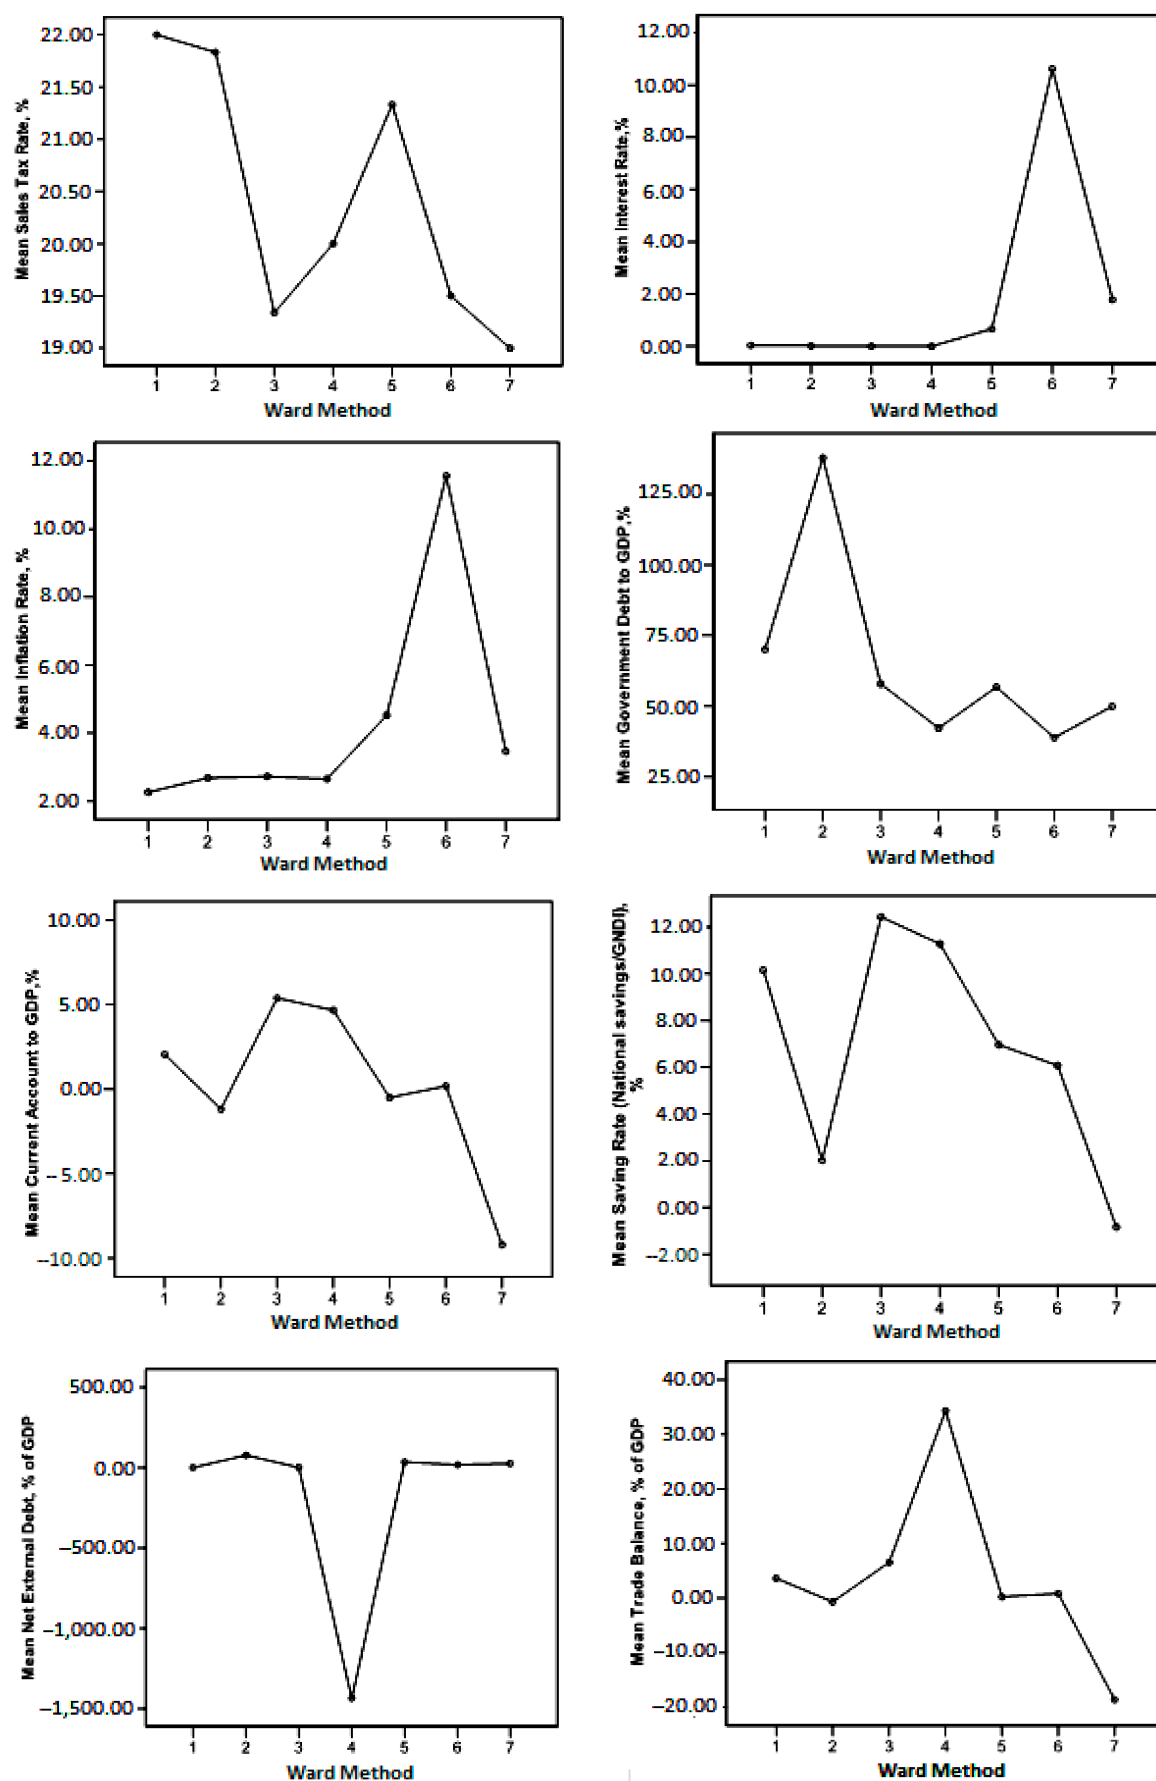 Mean Sales Tax Rate, %
22.00
21.50
21.00
20.50
20.00
19.50
19.00
1 2 3 4 5 6 7
Ward Method
Mean Interest Rate,%
12.00
10.00
8.00
6.00
4.00
2.00
0.00
1 2 3 4 5 6 7
Ward Method
Mean Inflation Rate, %
12.00
10.00
8.00
6.00
4.00
2.00
1 2 3 4 5 6 7
Ward Method
Mean Government Debt to GDP,%
125.00
100.00
75.00
50.00
25.00
1 2 3 4 5 6 7
Ward Method
Mean Current Account to GDP,%
10.00
5.00
0.00
–5.00
–10.00
1 2 3 4 5 6 7
Ward Method
Mean Saving Rate (National savings/GNDI),
%
12.00
10.00
8.00
6.00
4.00
2.00
0.00
–2.00
1 2 3 4 5 6 7
Ward Method
Mean Net External Debt, % of GDP
500.00
0.00
–500.00
–1,000.00
–1,500.00
1 2 3 4 5 6 7
Ward Method
Mean Trade Balance, % of GDP
40.00
30.00
20.00
10.00
0.00
–10.00
–20.00
1 2 3 4 5 6 7
Ward Method